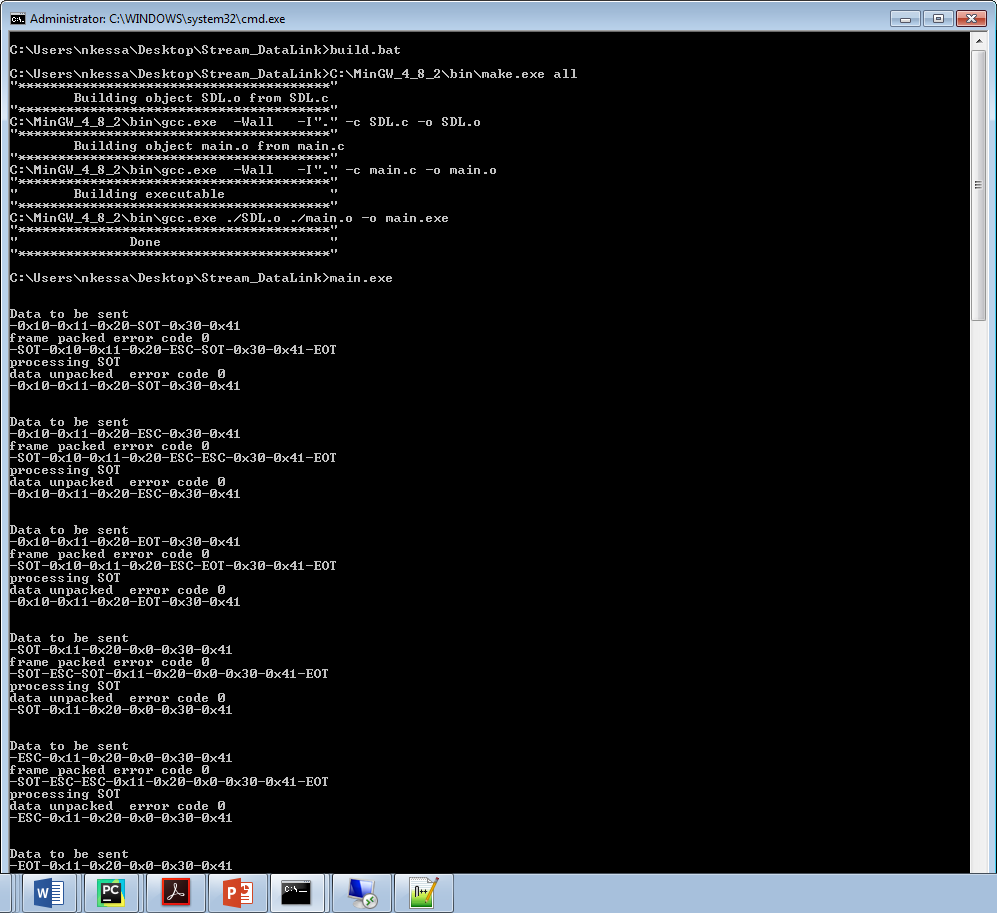 Administrator: C:\WINDOWS\system32\cmd.exe
C:\Users\nkessa\Desktop\Stream_DataLink>build.bat
C:\Users\nkessa\Desktop\Stream_DataLink>C:\MinGW_4_8_2\bin\make.exe all
"***************************************"
        Building object SDL.o from SDL.c
"***************************************"
C:\MinGW_4_8_2\bin\gcc.exe  -Wall   -I"." -c SDL.c -o SDL.o
"***************************************"
        Building object main.o from main.c
"***************************************"
C:\MinGW_4_8_2\bin\gcc.exe  -Wall   -I"." -c main.c -o main.o
"***************************************"
"       Building executable             "
"***************************************"
C:\MinGW_4_8_2\bin\gcc.exe ./SDL.o ./main.o -o main.exe
"***************************************"
"              Done                     "
"***************************************"
C:\Users\nkessa\Desktop\Stream_DataLink>main.exe
Data to be sent
-0x10-0x11-0x20-SOT-0x30-0x41
frame packed error code 0
-SOT-0x10-0x11-0x20-ESC-SOT-0x30-0x41-EOT
processing SOT
data unpacked  error code 0
-0x10-0x11-0x20-SOT-0x30-0x41
Data to be sent
-0x10-0x11-0x20-ESC-0x30-0x41
frame packed error code 0
-SOT-0x10-0x11-0x20-ESC-ESC-0x30-0x41-EOT
processing SOT
data unpacked  error code 0
-0x10-0x11-0x20-ESC-0x30-0x41
Data to be sent
-0x10-0x11-0x20-EOT-0x30-0x41
frame packed error code 0
-SOT-0x10-0x11-0x20-ESC-EOT-0x30-0x41-EOT
processing SOT
data unpacked  error code 0
-0x10-0x11-0x20-EOT-0x30-0x41
Data to be sent
-SOT-0x11-0x20-0x0-0x30-0x41
frame packed error code 0
-SOT-ESC-SOT-0x11-0x20-0x0-0x30-0x41-EOT
processing SOT
data unpacked  error code 0
-SOT-0x11-0x20-0x0-0x30-0x41
Data to be sent
-ESC-0x11-0x20-0x0-0x30-0x41
frame packed error code 0
-SOT-ESC-ESC-0x11-0x20-0x0-0x30-0x41-EOT
processing SOT
data unpacked  error code 0
-ESC-0x11-0x20-0x0-0x30-0x41
Data to be sent
-EOT-0x11-0x20-0x0-0x30-0x41
W
PC
P
C:\